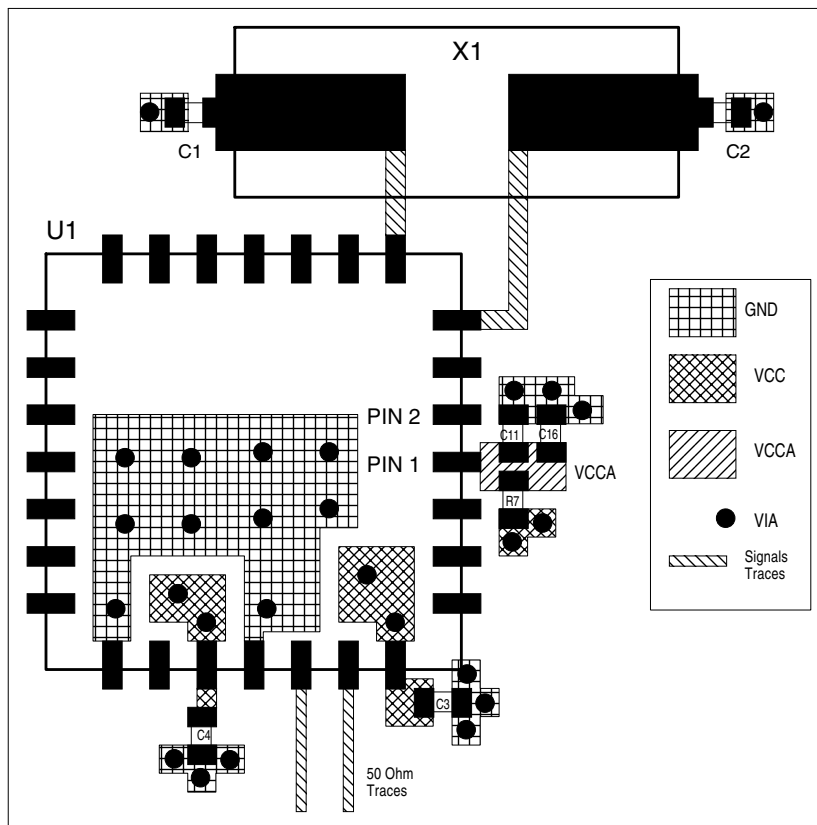 X1
C1
C2
U1
GND
VCC
PIN 2
C11
C16
PIN 1
VCCA
VCCA
R7
VIA
Signals
Traces
C3
C4
50 Ohm
Traces